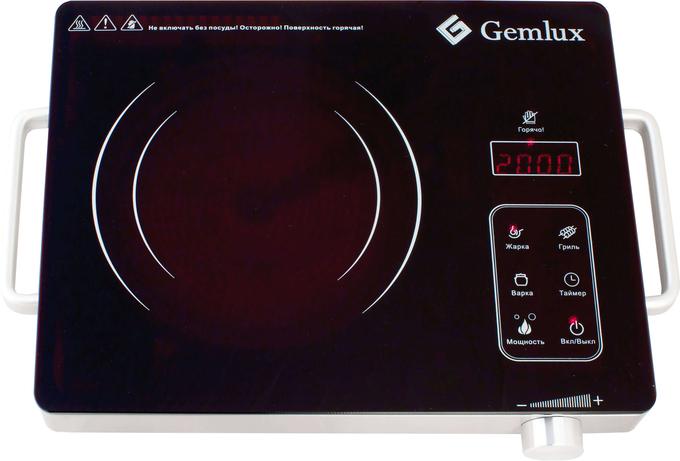 Не включать без посуды! Осторожно! Поверхность горячая!
Gemlux
Горячо!
2000
Жарка
Гриль
Варка
Таймер
Мощность
Вкл/Выкл
− +